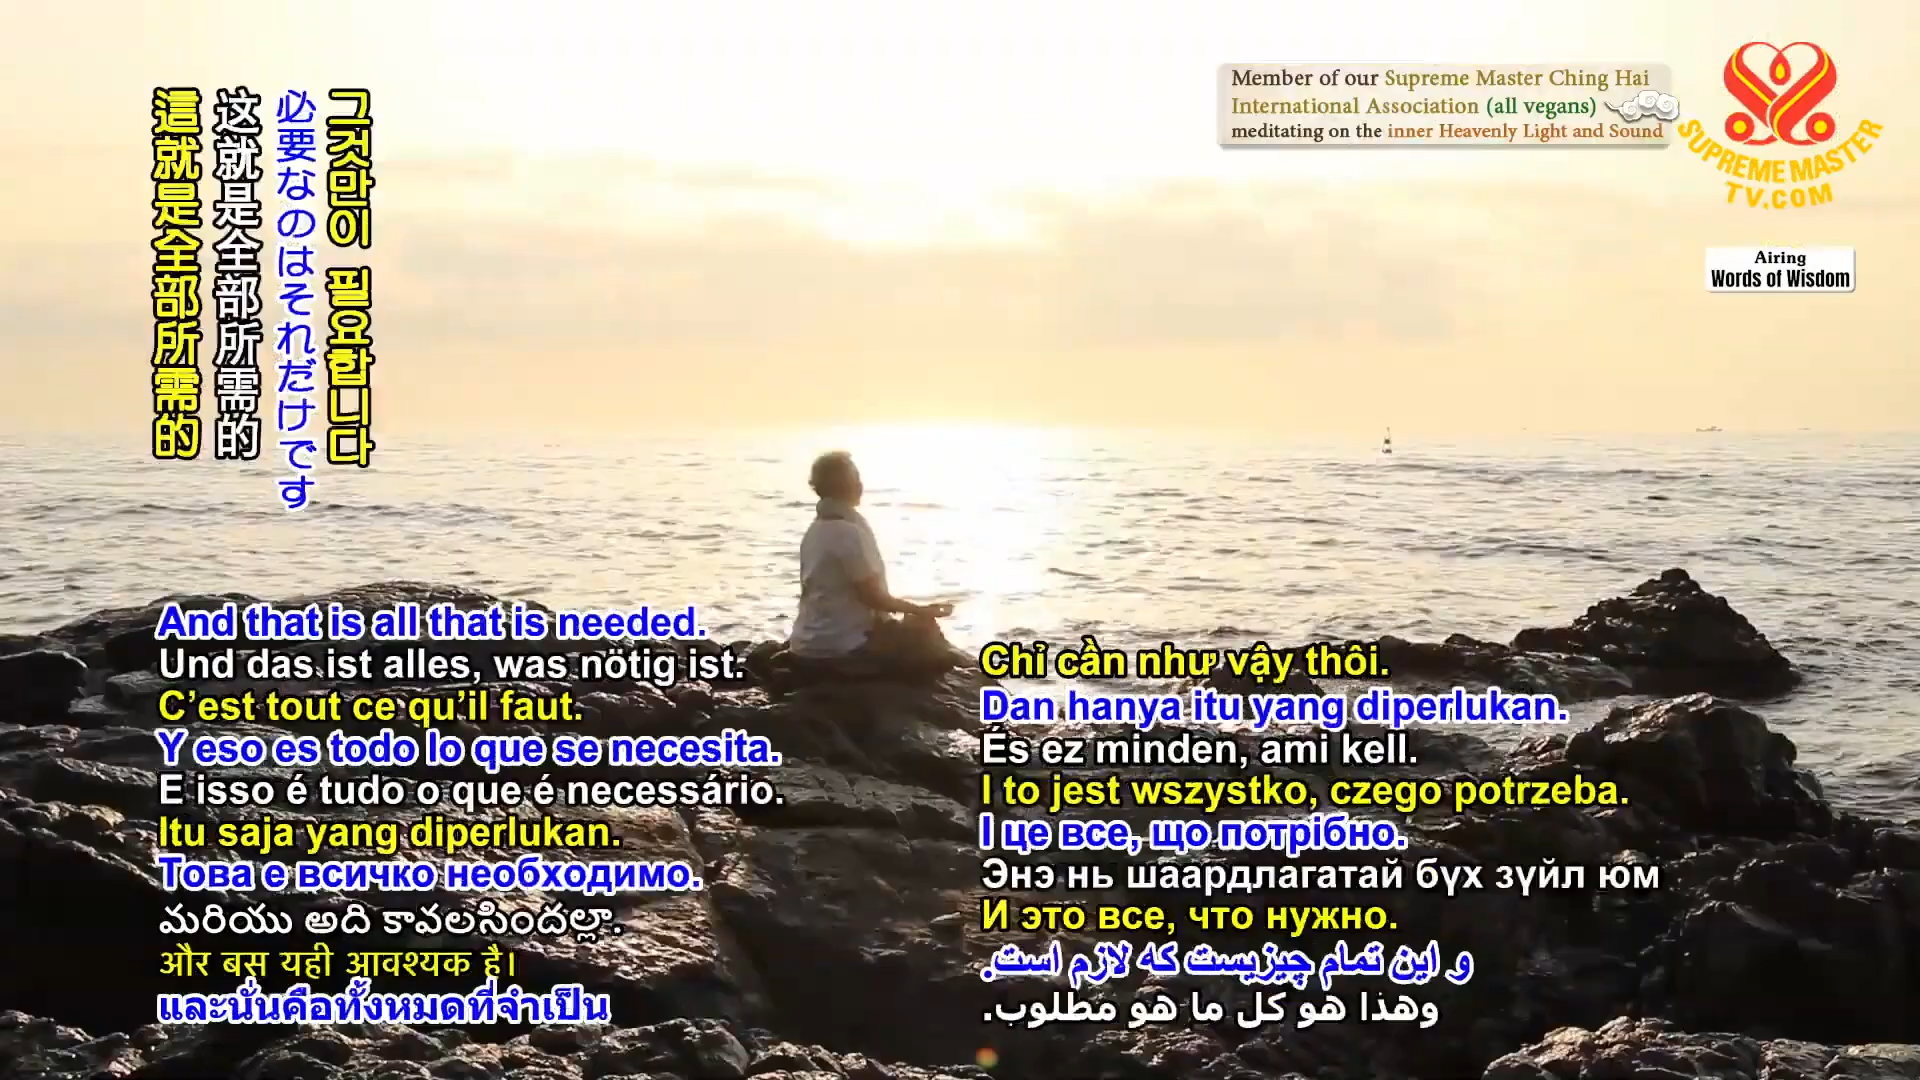 Member of our Supreme Master Ching Hai
International Association (all vegans)
meditating on the inner Heavenly Light and Sound
SUPREME MASTER
TV.COM
Airing
Words of Wisdom
그것만이 필요합니다
必要なのはそれだけです
这就是全部所需的
這就是全部所需的
And that is all that is needed.
Und das ist alles, was nötig ist.
C’est tout ce qu’il faut.
Y eso es todo lo que se necesita.
E isso é tudo o que é necessário.
Itu saja yang diperlukan.
Това е всичко необходимо.
మరియు అది కావలసిందల్లా.
और बस यही आवश्यक है।
และนั่นคือทั้งหมดที่จำเป็น
Chỉ cần như vậy thôi.
Dan hanya itu yang diperlukan.
És ez minden, ami kell.
I to jest wszystko, czego potrzeba.
І це все, що потрібно.
Энэ нь шаардлагатай бүх зүйл юм
И это все, что нужно.
و این تمام چیزیست که لازم است.
وهذا هو كل ما هو مطلوب.